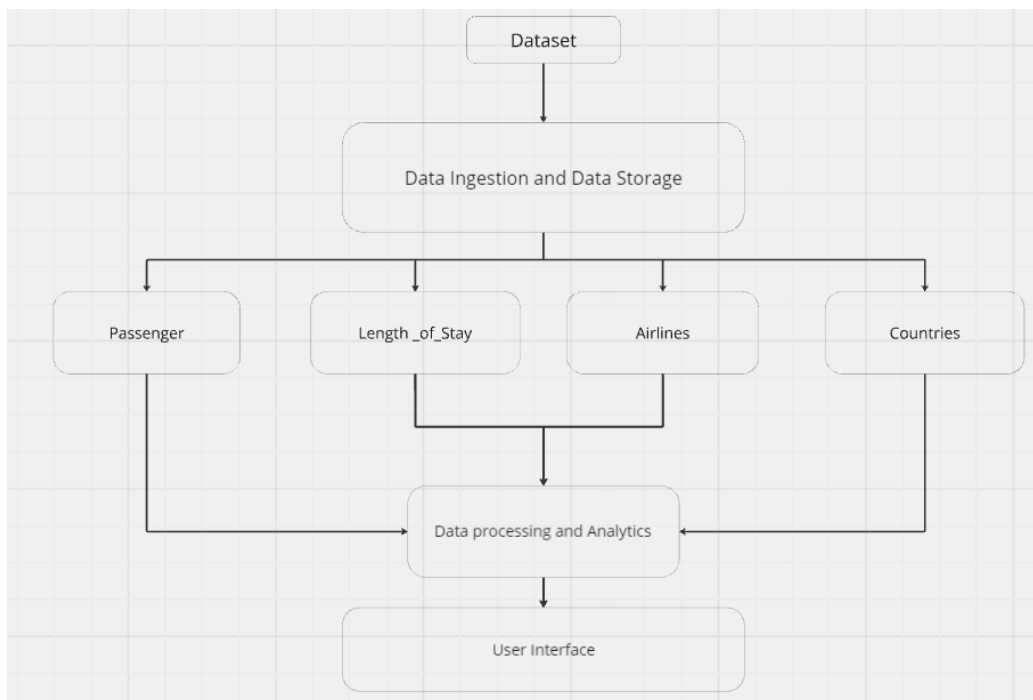 Dataset
Data Ingestion and Data Storage
Passenger
Length _of_Stay
Airlines
Countries
Data processing and Analytics
User Interface